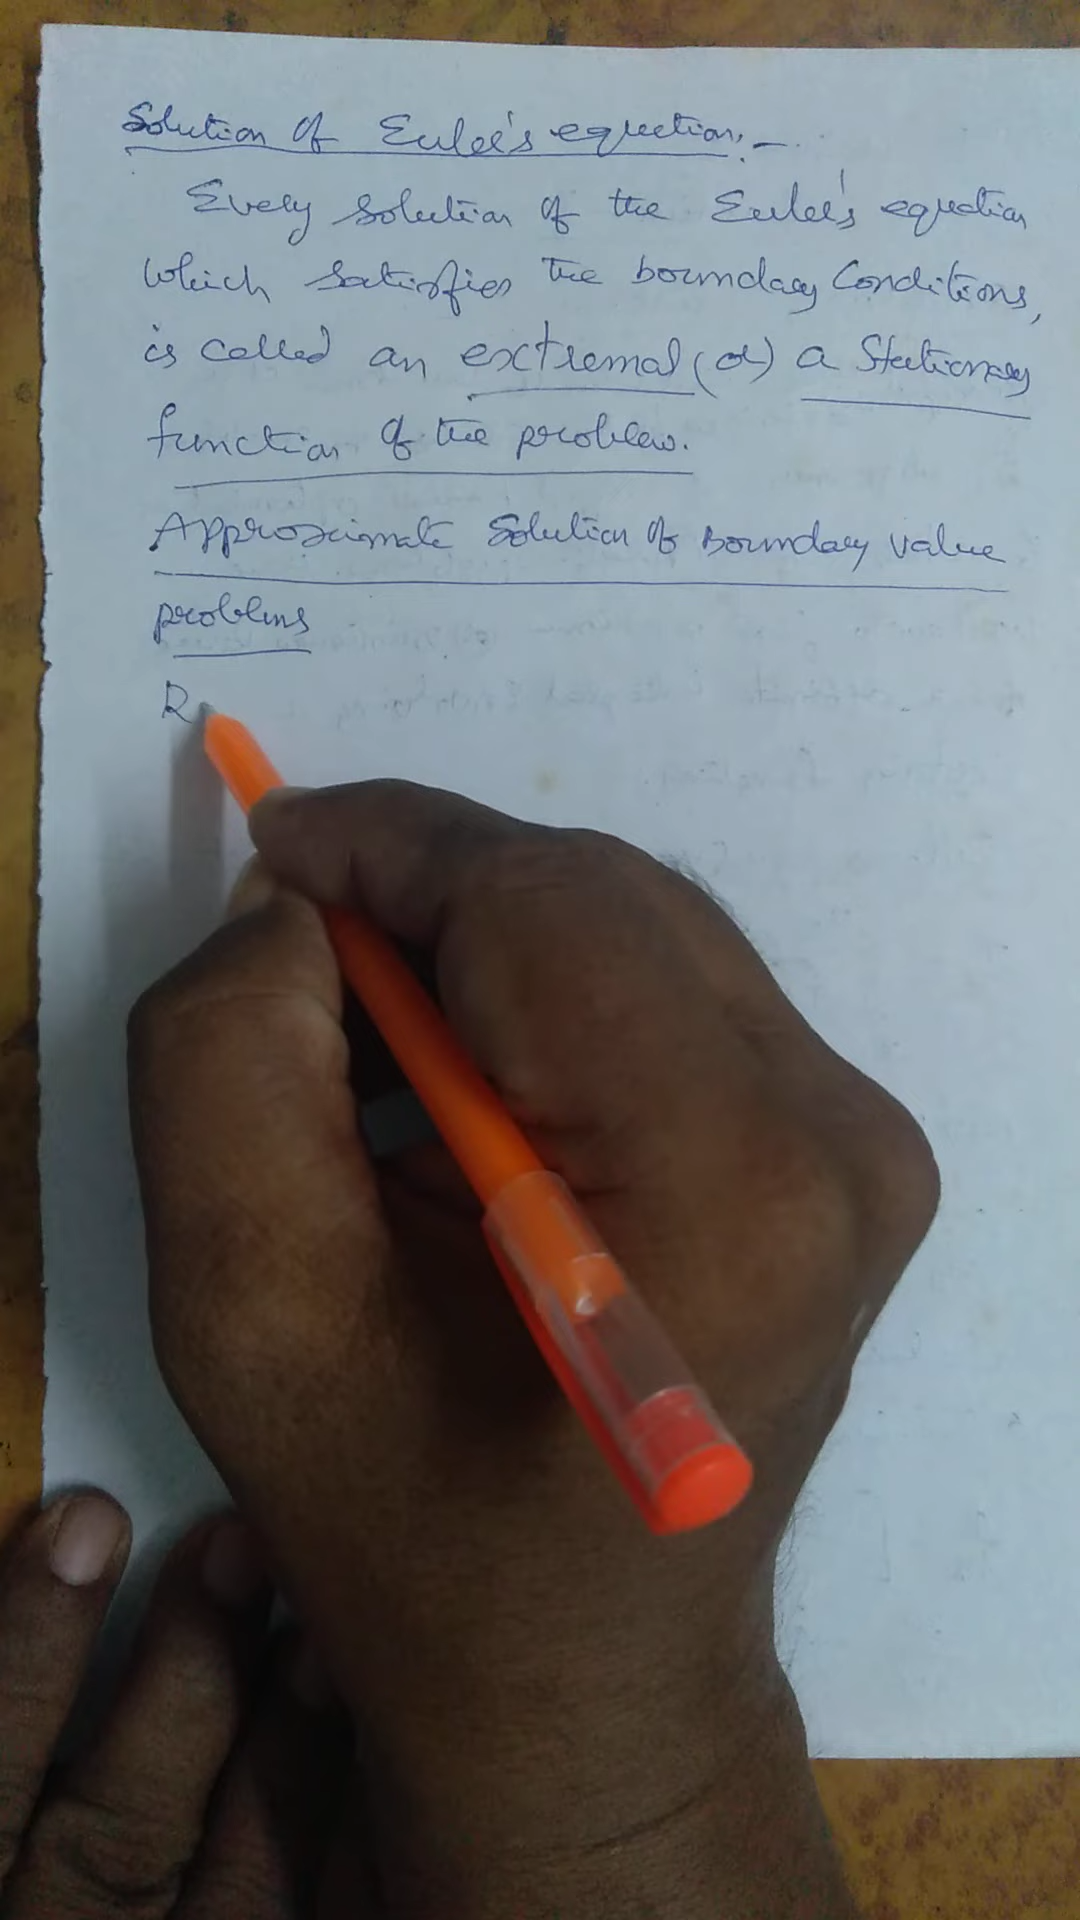 Solution of Euler's equation:-
Every solution of the Euler's equation
which satisfies the boundary conditions,
is called an extremal (or) a stationary
function of the problem.
Approximate solution of Boundary value
problems
R